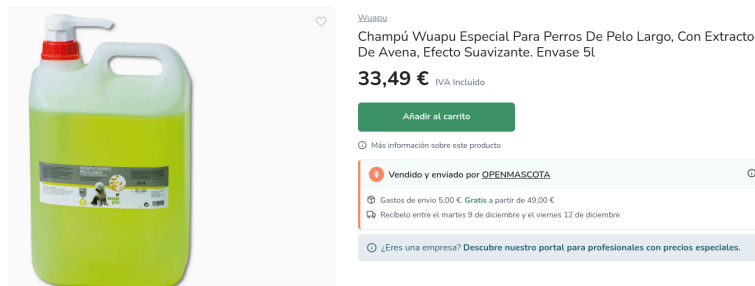 Wuapu
Champú Wuapu Especial Para Perros De Pelo Largo, Con Extracto
De Avena, Efecto Suavizante. Envase 5l
33,49 € IVA Incluido
Añadir al carrito
Más información sobre este producto
Vendido y enviado por OPENMASCOTA
Gastos de envio 5,00 €. Gratis a partir de 49,00 €
Recíbelo entre el martes 9 de diciembre y el viernes 12 de diciembre
¿Eres una empresa? Descubre nuestro portal para profesionales con precios especiales.